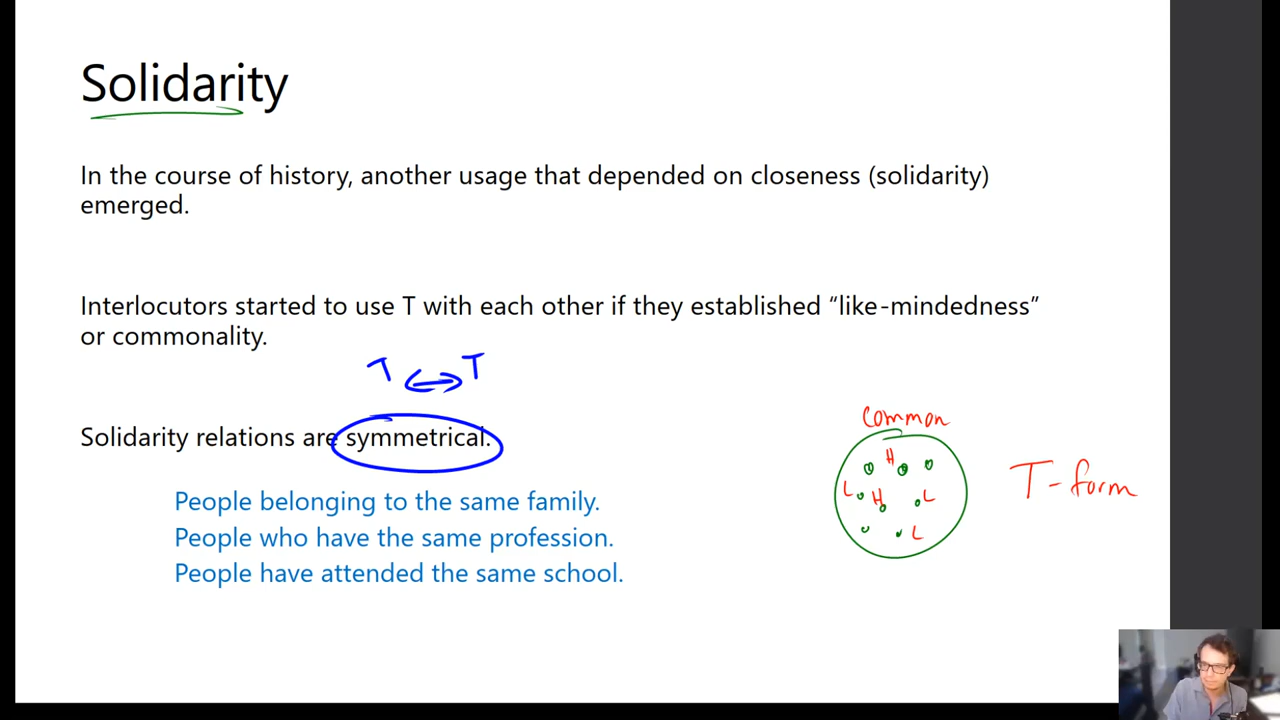 Solidarity
In the course of history, another usage that depended on closeness (solidarity)
emerged.
Interlocutors started to use T with each other if they established “like-mindedness”
or commonality.
T T
Solidarity relations are symmetrical.
People belonging to the same family.
People who have the same profession.
People have attended the same school.
common
H
L H L
L
T-form